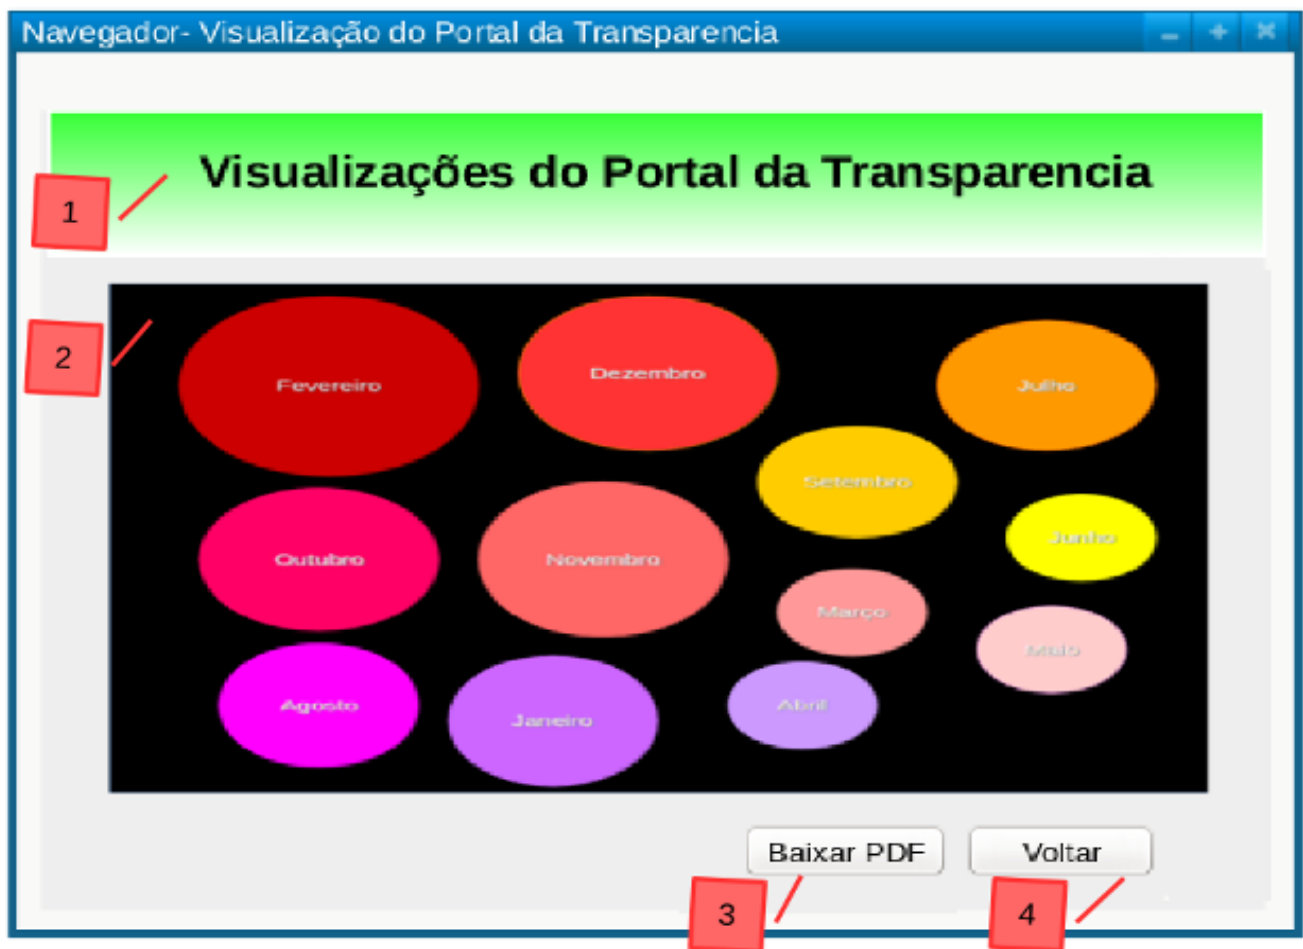 Navegador- Visualização do Portal da Transparencia
Visualizações do Portal da Transparencia
1
2
Fevereiro
Dezembro
Julho
Setembro
Outubro
Novembro
Junho
Março
Maio
Agosto
Janeiro
Abril
Baixar PDF
Voltar
3
4